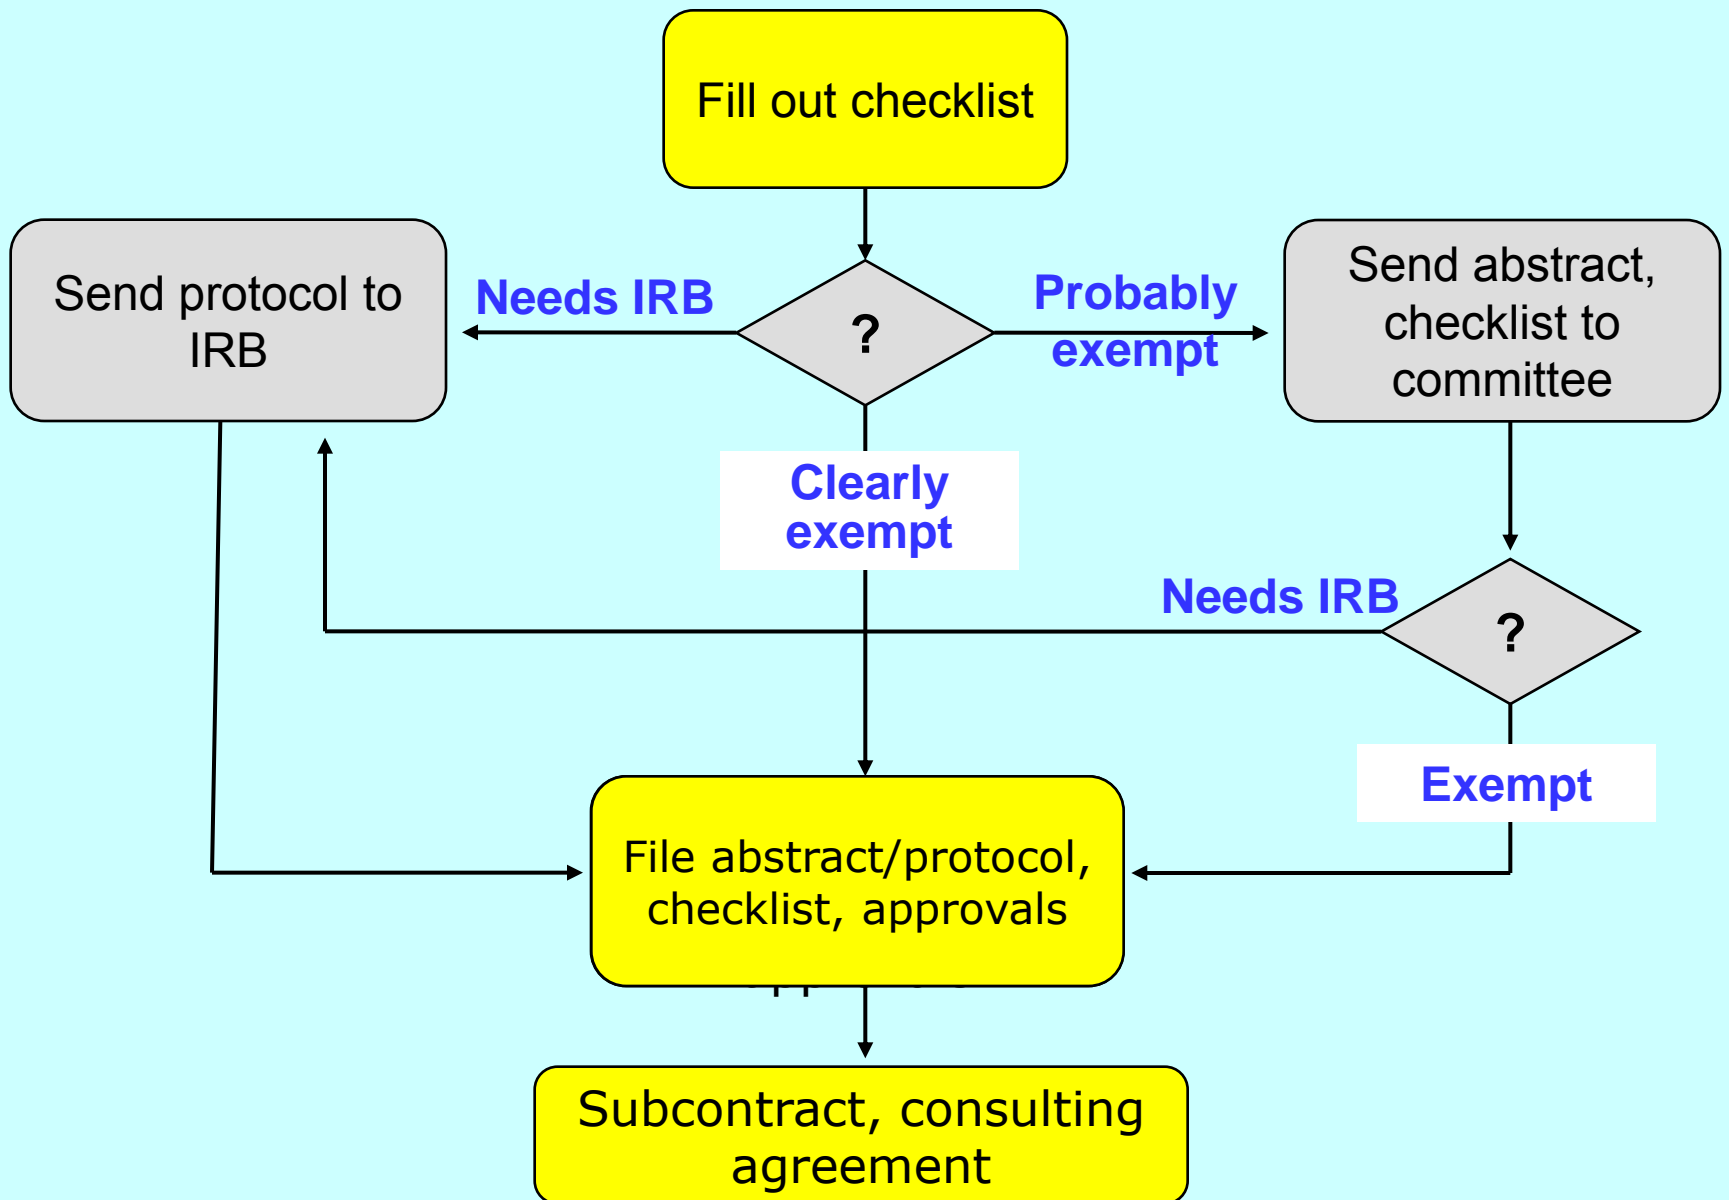 Fill out checklist
Send protocol to
IRB
Needs IRB
?
Probably
exempt
Send abstract,
checklist to
committee
Clearly
exempt
Needs IRB
?
Exempt
File abstract/protocol,
checklist, approvals
Subcontract, consulting
agreement